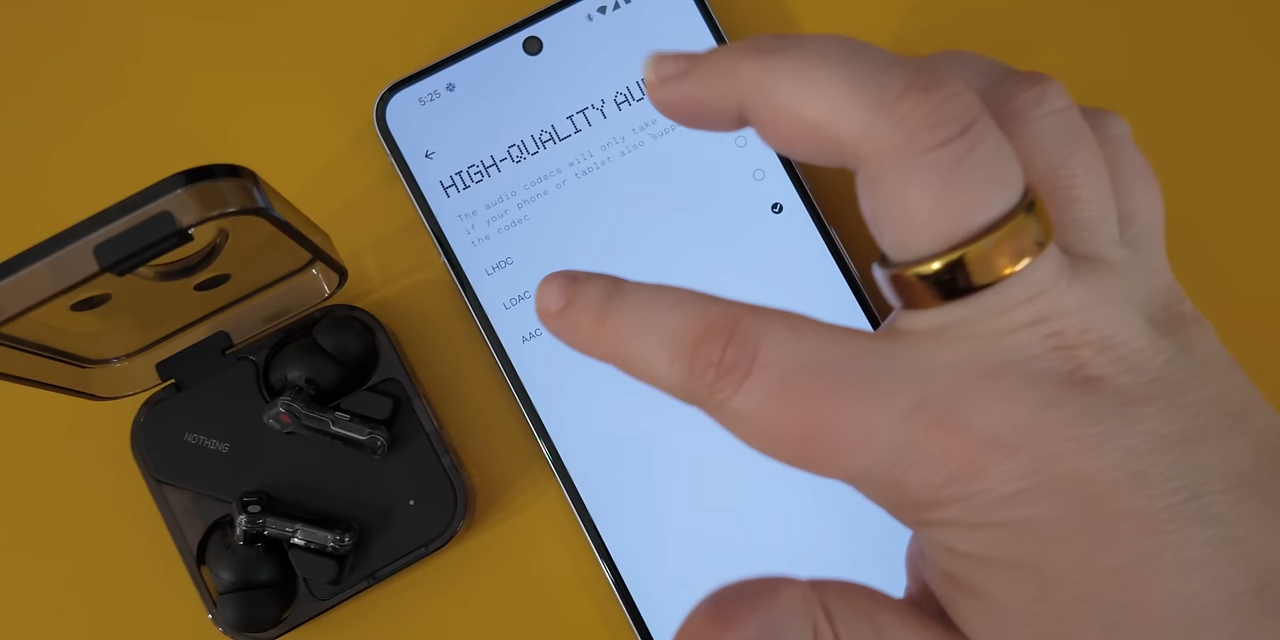 5:25
HIGH-QUALITY AU
The audio codecs will only take
if your phone or tablet also supp
the codec
LHDC
LDAC
AAC
NOTHING